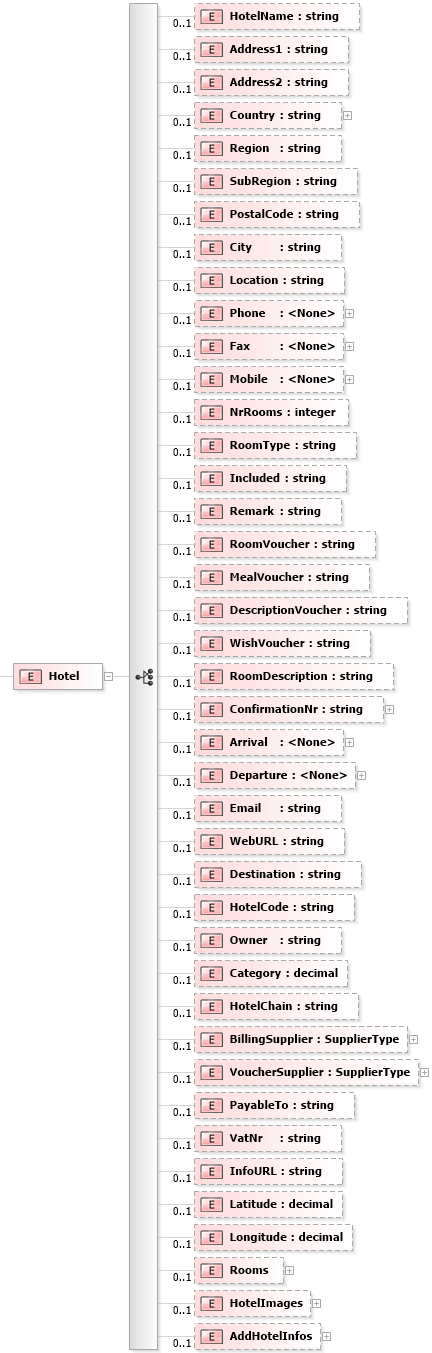 E HotelName : string
0..1
E Address1 : string
0..1
E Address2 : string
0..1
E Country : string
0..1
E Region : string
0..1
E SubRegion : string
0..1
E PostalCode : string
0..1
E City : string
0..1
E Location : string
0..1
E Phone : <None>
0..1
E Fax : <None>
0..1
E Mobile : <None>
0..1
E NrRooms : integer
0..1
E RoomType : string
0..1
E Included : string
0..1
E Remark : string
0..1
E RoomVoucher : string
0..1
E MealVoucher : string
0..1
E DescriptionVoucher : string
0..1
E WishVoucher : string
0..1
E Hotel
E RoomDescription : string
0..1
E ConfirmationNr : string
0..1
E Arrival : <None>
0..1
E Departure : <None>
0..1
E Email : string
0..1
E WebURL : string
0..1
E Destination : string
0..1
E HotelCode : string
0..1
E Owner : string
0..1
E Category : decimal
0..1
E HotelChain : string
0..1
E BillingSupplier : SupplierType
0..1
E VoucherSupplier : SupplierType
0..1
E PayableTo : string
0..1
E VatNr : string
0..1
E InfoURL : string
0..1
E Latitude : decimal
0..1
E Longitude : decimal
0..1
E Rooms
0..1
E HotelImages
0..1
E AddHotelInfos
0..1